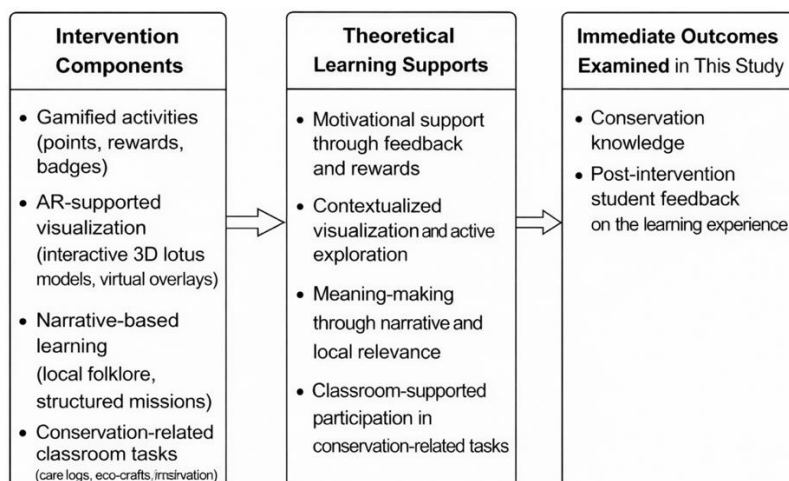 Intervention
Components
• Gamified activities
(points, rewards,
badges)
• AR-supported
visualization
(interactive 3D lotus
models, virtual overlays)
• Narrative-based
learning
(local folklore,
structured missions)
• Conservation-related
classroom tasks
(care logs, eco-crafts,
Theoretical
Learning Supports
• Motivational support
through feedback
and rewards
• Contextualized
visualization and active
exploration
• Meaning-making
through narrative and
local relevance
• Classroom-supported
participation in
conservation-related tasks
Immediate Outcomes
Examined in This Study
• Conservation
knowledge
• Post-intervention
student feedback
on the learning experience